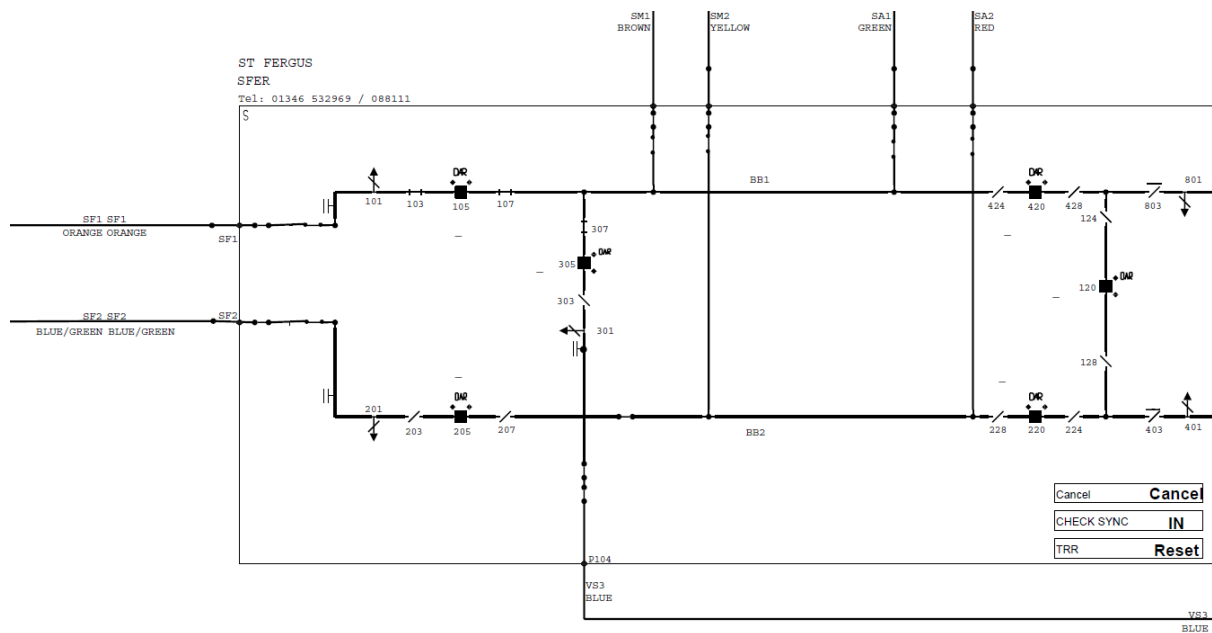 SM1
BROWN
SM2
YELLOW
SA1
GREEN
SA2
RED
ST FERGUS
SFER
Tel: 01346 532969 / 088111
S
DAR
DAR
101
103
105
107
BB1
424
420
428
801
803
124
SF1 SF1
ORANGE ORANGE
SF1
307
305
DAR
303
301
120
DAR
SF2 SF2
BLUE/GREEN BLUE/GREEN
SF2
128
DAR
DAR
201
203
205
207
BB2
228
220
224
403
401
Cancel Cancel
CHECK SYNC IN
TRR Reset
P104
VS3
BLUE
VS3
BLUE